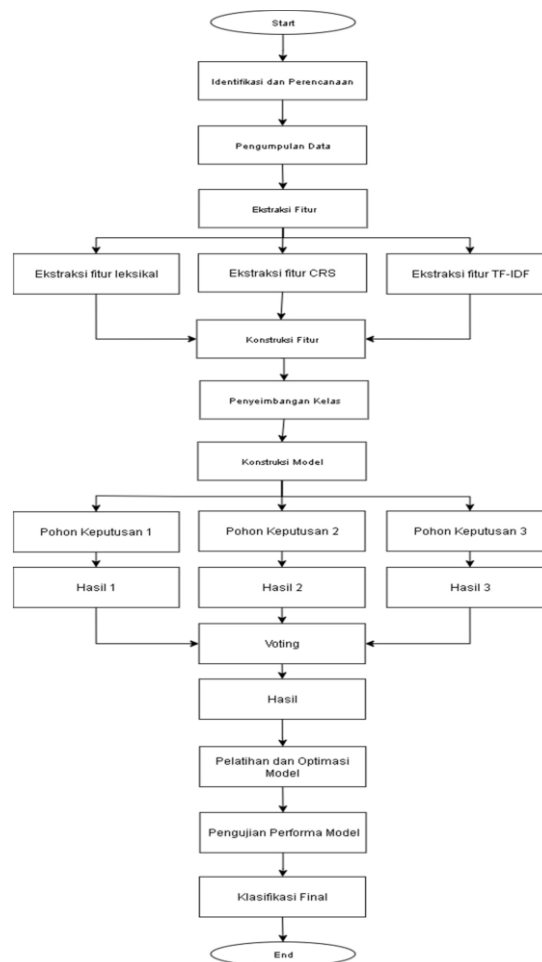 Start
Identifikasi dan Perencanaan
Pengumpulan Data
Ekstraksi Fitur
Ekstraksi fitur leksikal
Ekstraksi fitur CRS
Ekstraksi fitur TF-IDF
Konstruksi Fitur
Penyeimbangan Kelas
Konstruksi Model
Pohon Keputusan 1
Pohon Keputusan 2
Pohon Keputusan 3
Hasil 1
Hasil 2
Hasil 3
Voting
Hasil
Pelatihan dan Optimasi
Model
Pengujian Performa Model
Klasifikasi Final
End